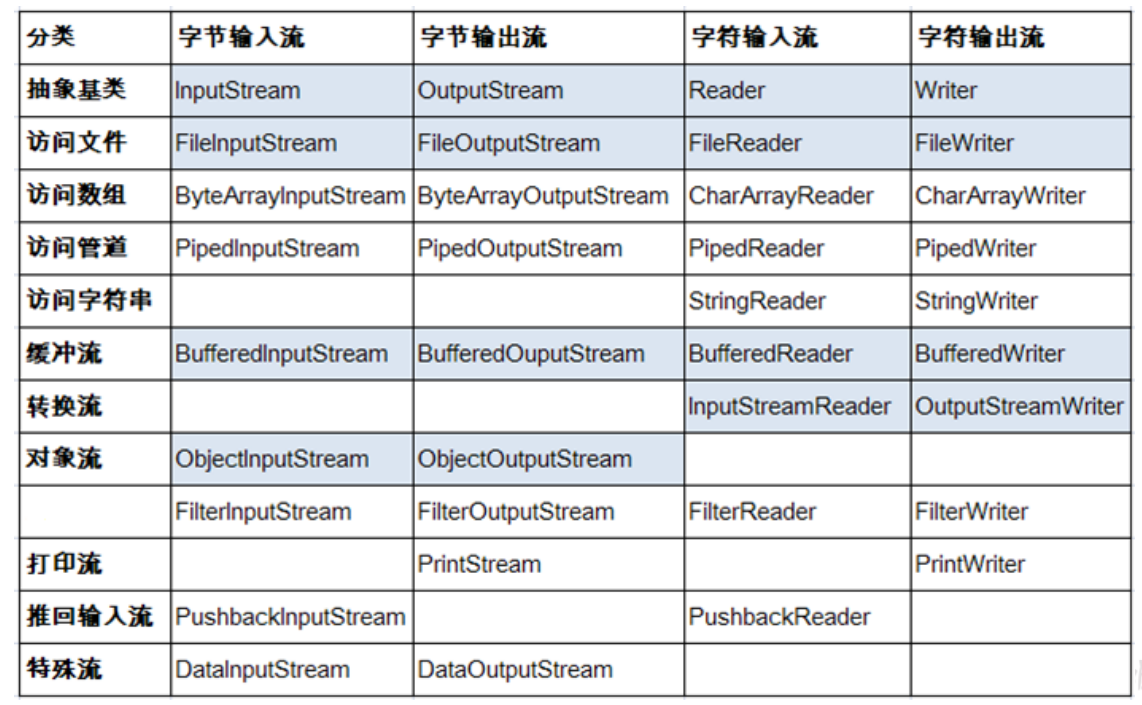 分类 字节输入流 字节输出流 字符输入流 字符输出流
抽象基类 InputStream OutputStream Reader Writer
访问文件 FileInputStream FileOutputStream FileReader FileWriter
访问数组 ByteArrayInputStream ByteArrayOutputStream CharArrayReader CharArrayWriter
访问管道 PipedInputStream PipedOutputStream PipedReader PipedWriter
访问字符串 StringReader StringWriter
缓冲流 BufferedInputStream BufferedOuputStream BufferedReader BufferedWriter
转换流 InputStreamReader OutputStreamWriter
对象流 ObjectInputStream ObjectOutputStream
FilterInputStream FilterOutputStream FilterReader FilterWriter
打印流 PrintStream PrintWriter
推回输入流 PushbackInputStream PushbackReader
特殊流 DataInputStream DataOutputStream